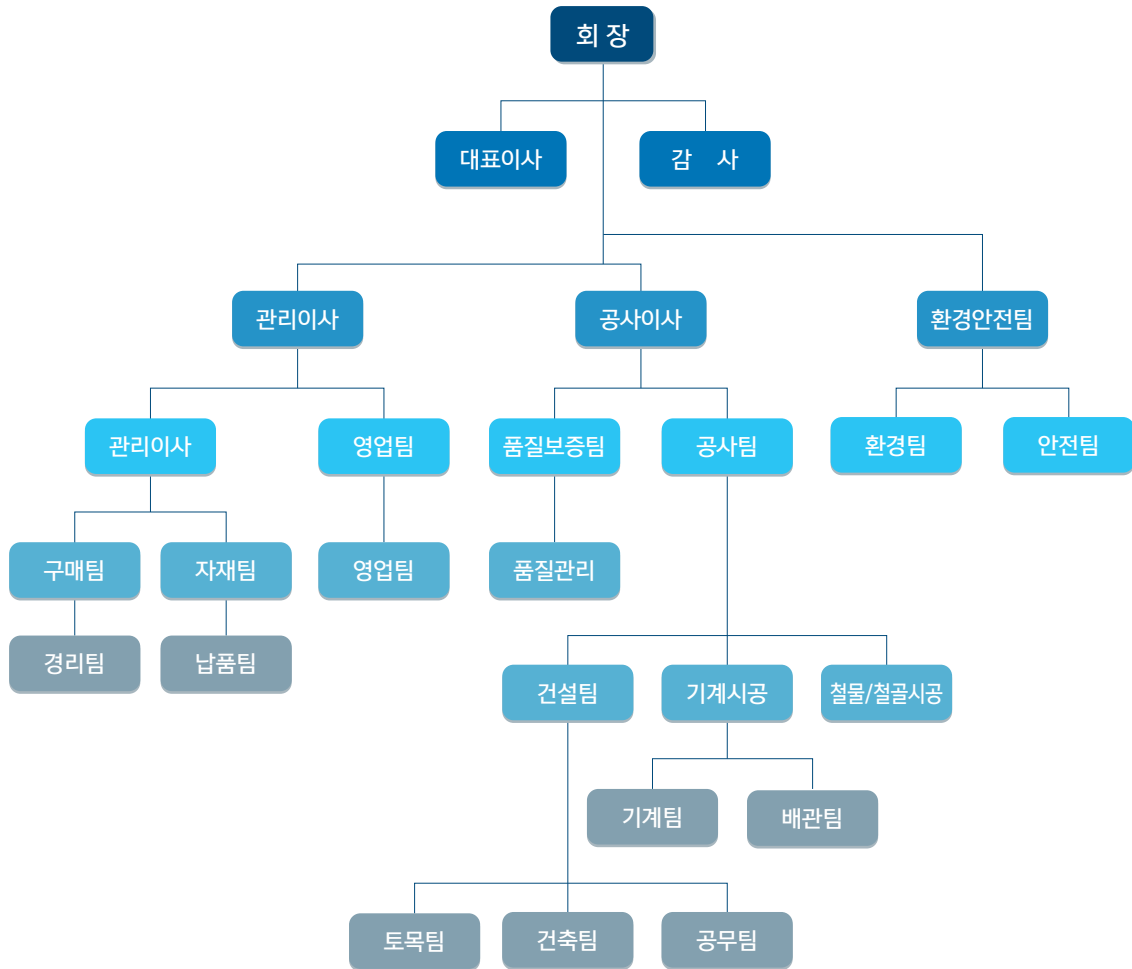 회 장
대표이사
감 사
관리이사
공사이사
환경안전팀
관리이사
영업팀
품질보증팀
공사팀
환경팀
안전팀
구매팀
자재팀
영업팀
품질관리
경리팀
납품팀
건설팀
기계시공
철물/철골시공
기계팀
배관팀
토목팀
건축팀
공무팀